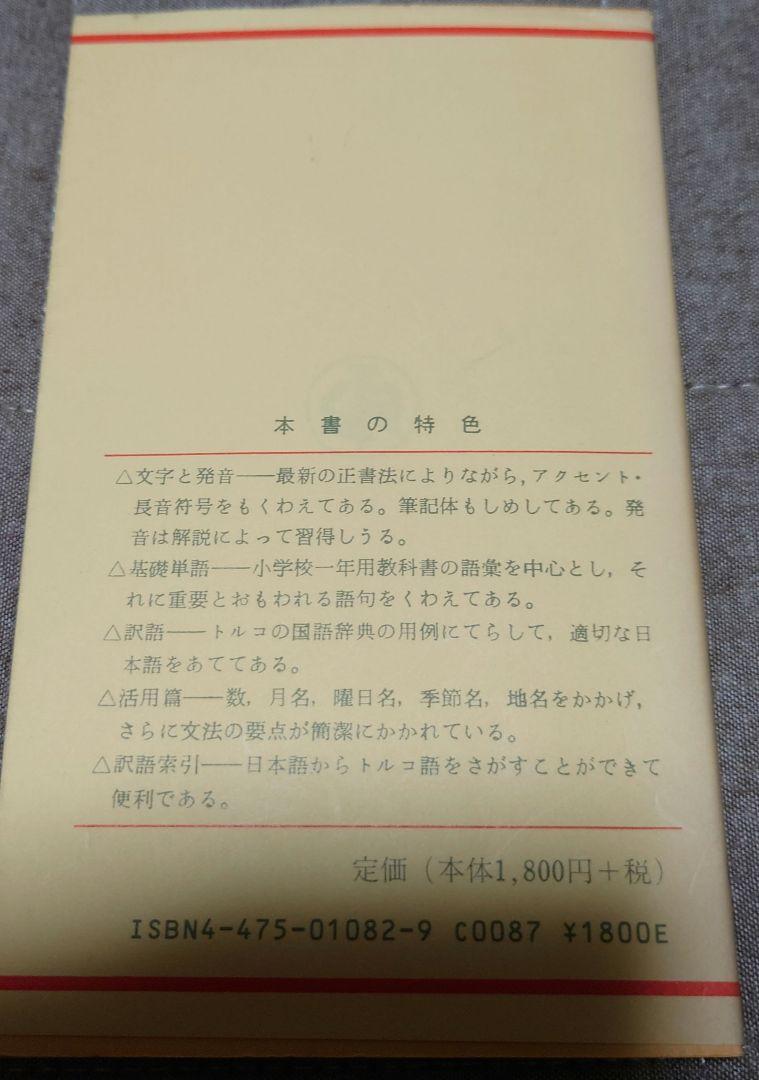 本書の特色
△文字と発音——最新の正書法によりながら，アクセント・
長音符号をもくわえてある。筆記体もしめしてある。発
音は解説によって習得しうる。
△基礎単語——小学校一年用教科書の語彙を中心とし，そ
れに重要とおもわれる語句をくわえてある。
△訳語——トルコの国語辞典の用例にてらして，適切な日
本語をあててある。
△活用篇——数，月名，曜日名，季節名，地名をかかげ，
さらに文法の要点が簡潔にかかれている。
△訳語索引——日本語からトルコ語をさがすことができて
便利である。
定価（本体1,800円＋税）
ISBN4-475-01082-9 C0087 ¥1800E